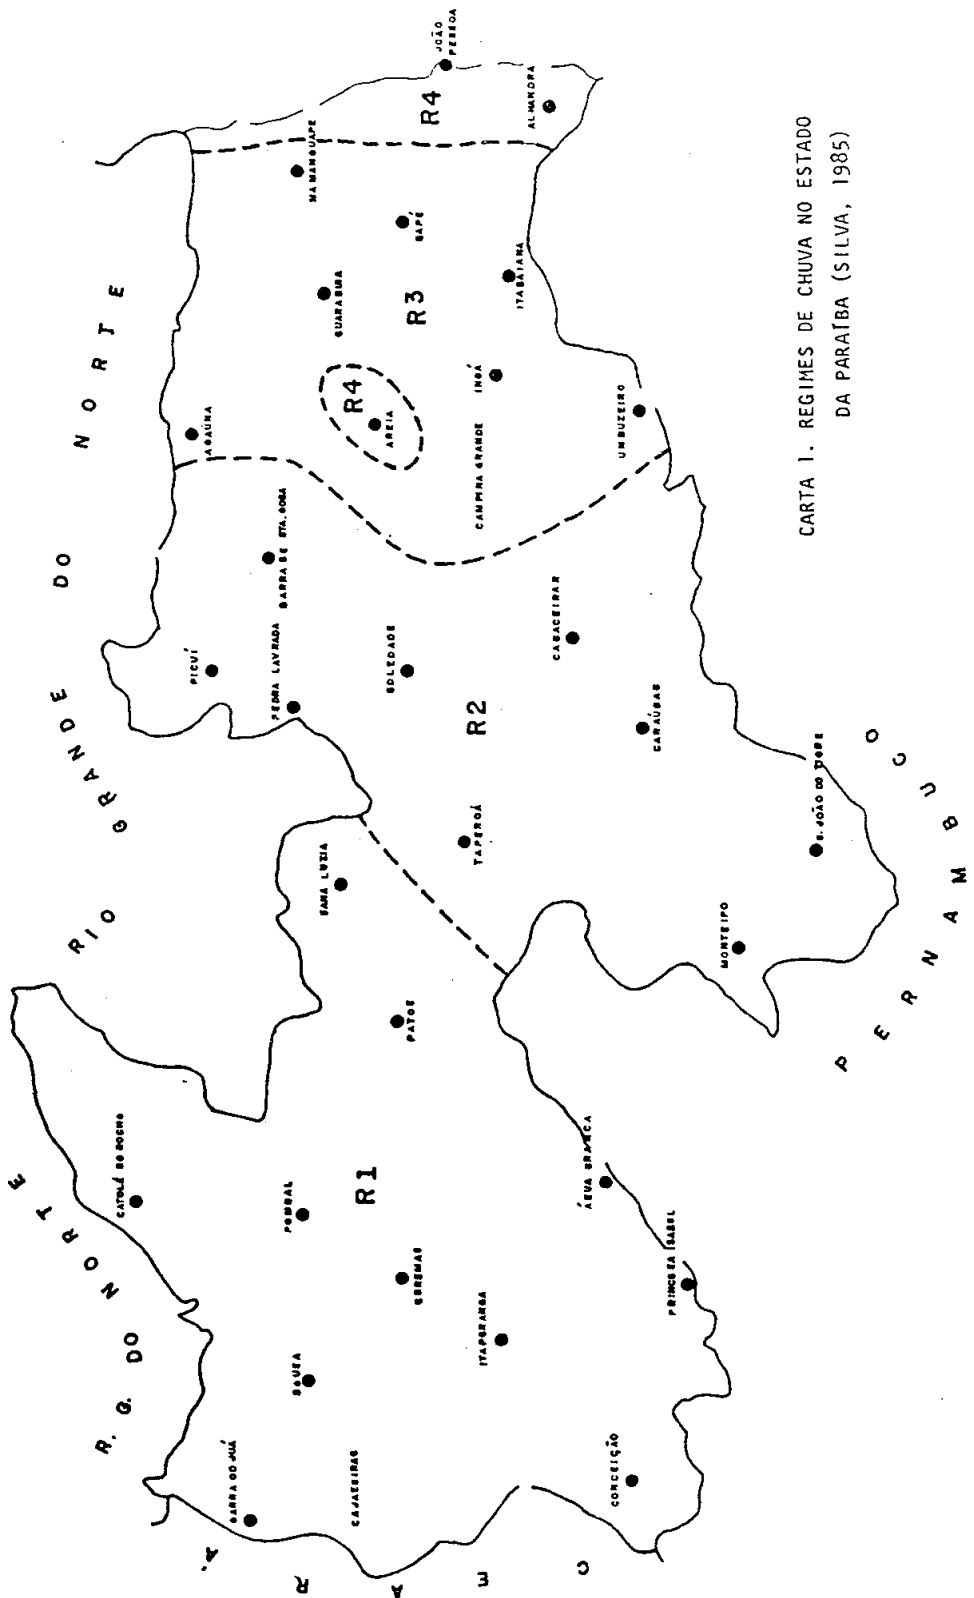 R. G. DO NORTE
RIO GRANDE DO NORTE
CEARÁ
PERNAMBUCO
BARRA DO JUÁ
CAJAZEIRAS
SOUSA
CATOLÉ DO ROCHA
POMBAL
COREMAS
ITAPORANGA
CONCEIÇÃO
PRINCESA ISABEL
ÁGUA BRANCA
R1
PATOS
SANA LUZIA
TAPEROÁ
MONTEIRO
S. JOÃO DO TIGRE
R2
CARAÚBAS
CABACEIRAS
SOLEDADE
PEDRA LAVRADA
PICUÍ
BARRA DE STA. ROSA
ARAÚNA
R4
AREIA
CAMPINA GRANDE
INGÁ
UMBUZEIRO
R3
GUARABIRA
SAPÉ
ITABAIANA
MAMANGUAPE
R4
JOÃO
PESSOA
ALHANDRA
CARTA 1. REGIMES DE CHUVA NO ESTADO
DA PARAÍBA (SILVA, 1985)